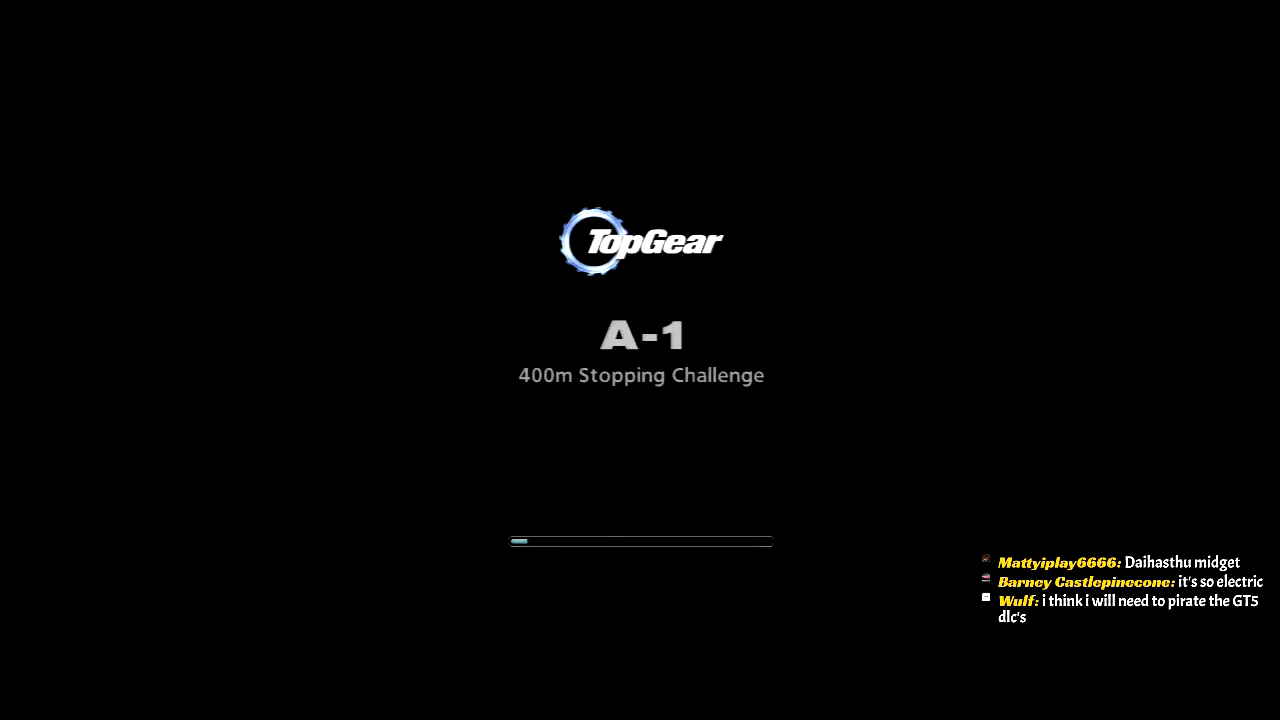 TopGear
A-1
400m Stopping Challenge
Mattyiplay6666: Daihasthu midget
Barney Castlepinecone: it's so electric
Wulf: i think i will need to pirate the GT5
dlc's